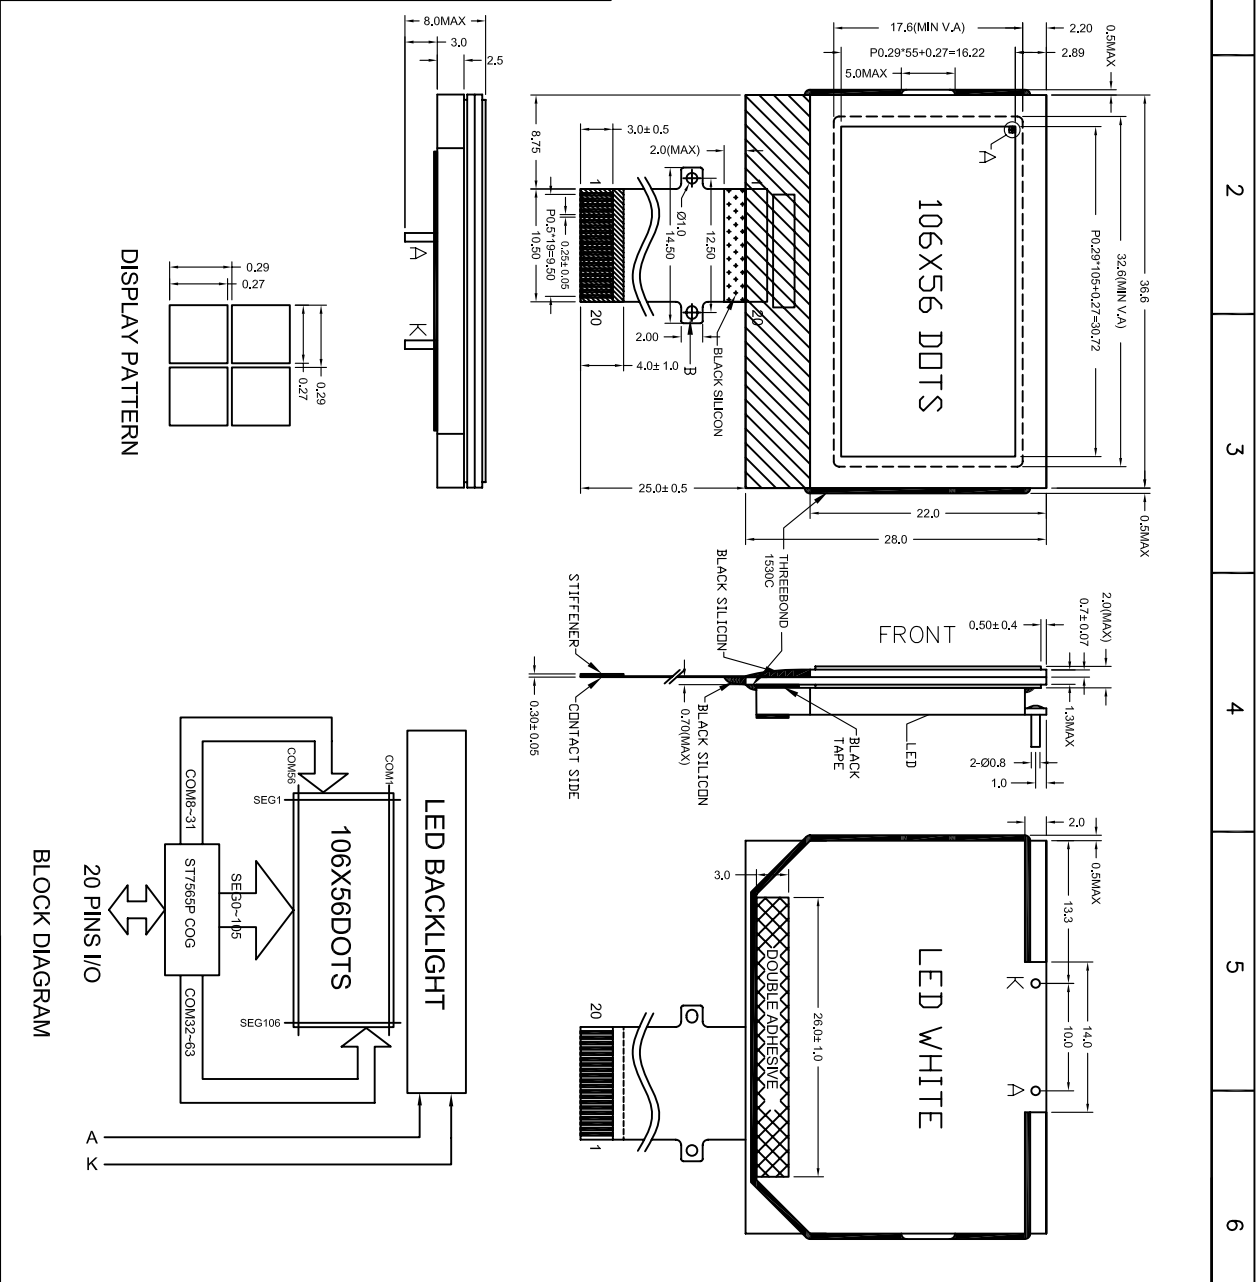 2
3
4
5
6
8.0MAX
3.0
2.5
17.6(MIN V.A)
2.20
P0.29*55+0.27=16.22
2.89
5.0MAX
0.5MAX
36.6
32.6(MIN V.A)
P0.29*105+0.27=30.72
A
106X56 DOTS
8.75
3.0±0.5
2.0(MAX)
1
1
10.50
P0.5*19=9.50
0.25±0.05
Ø1.0
14.50
12.50
20
20
2.00
B
BLACK SILICON
4.0±1.0
25.0±0.5
22.0
28.0
0.5MAX
A
K
0.29
0.27
0.29
0.27
DISPLAY PATTERN
THREEBOND
1530C
BLACK SILICON
STIFFENER
FRONT
0.50±0.4
0.7±0.07
2.0(MAX)
1.3MAX
0.30±0.05
CONTACT SIDE
0.70(MAX)
BLACK SILICON
BLACK
TAPE
LED
2-Ø0.8
1.0
2.0
0.5MAX
3.0
13.3
14.0
10.0
K
A
LED WHITE
DOUBLE ADHESIVE
26.0±1.0
20
1
LED BACKLIGHT
COM56
COM1
SEG1
106X56DOTS
SEG106
COM8~31
ST7565P COG
SEG0~105
COM32~63
20 PINS I/O
BLOCK DIAGRAM
A
K